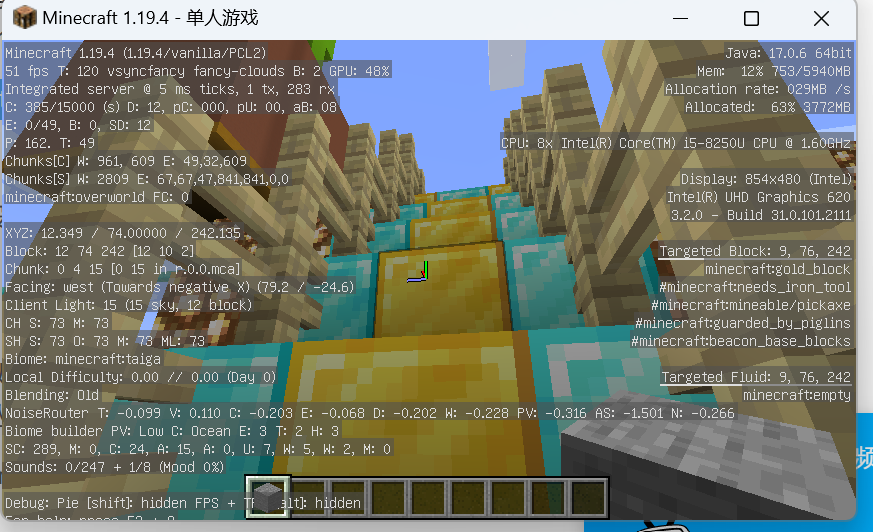 Minecraft 1.19.4 - 单人游戏
Minecraft 1.19.4 (1.19.4/vanilla/PCL2)
51 fps T: 120 vsyncfancy fancy-clouds B: 2 GPU: 48%
Integrated server @ 5 ms ticks, 1 tx, 283 rx
C: 385/15000 (s) D: 12, pC: 000, pU: 00, aB: 08
E: 0/49, B: 0, SD: 12
P: 162. T: 49
Chunks[C] W: 961, 609 E: 49,32,609
Chunks[S] W: 2809 E: 67,67,47,841,841,0,0
minecraft:overworld FC: 0
XYZ: 12.349 / 74.00000 / 242.135
Block: 12 74 242 [12 10 2]
Chunk: 0 4 15 [0 15 in r.0.0.mca]
Facing: west (Towards negative X) (79.2 / -24.6)
Client Light: 15 (15 sky, 12 block)
CH S: 73 M: 73
SH S: 73 O: 73 M: 73 ML: 73
Biome: minecraft:taiga
Local Difficulty: 0.00 // 0.00 (Day 0)
Blending: Old
NoiseRouter T: -0.099 V: 0.110 C: -0.203 E: -0.068 D: -0.202 W: -0.228 PV: -0.316 AS: -1.501 N: -0.266
Biome builder PV: Low C: Ocean E: 3 T: 2 H: 3
SC: 289, M: 0, C: 24, A: 15, A: 0, U: 7, W: 5, W: 2, M: 0
Sounds: 0/247 + 1/8 (Mood 0%)
Debug: Pie [shift]: hidden FPS + T alt]: hidden
For help: press F3 + Q
Java: 17.0.6 64bit
Mem: 12% 753/5940MB
Allocation rate: 029MB /s
Allocated: 63% 3772MB
CPU: 8x Intel(R) Core(TM) i5-8250U CPU @ 1.60GHz
Display: 854x480 (Intel)
Intel(R) UHD Graphics 620
3.2.0 - Build 31.0.101.2111
Targeted Block: 9, 76, 242
minecraft:gold_block
#minecraft:needs_iron_tool
#minecraft:mineable/pickaxe
#minecraft:guarded_by_piglins
#minecraft:beacon_base_blocks
Targeted Fluid: 9, 76, 242
minecraft:empty
频